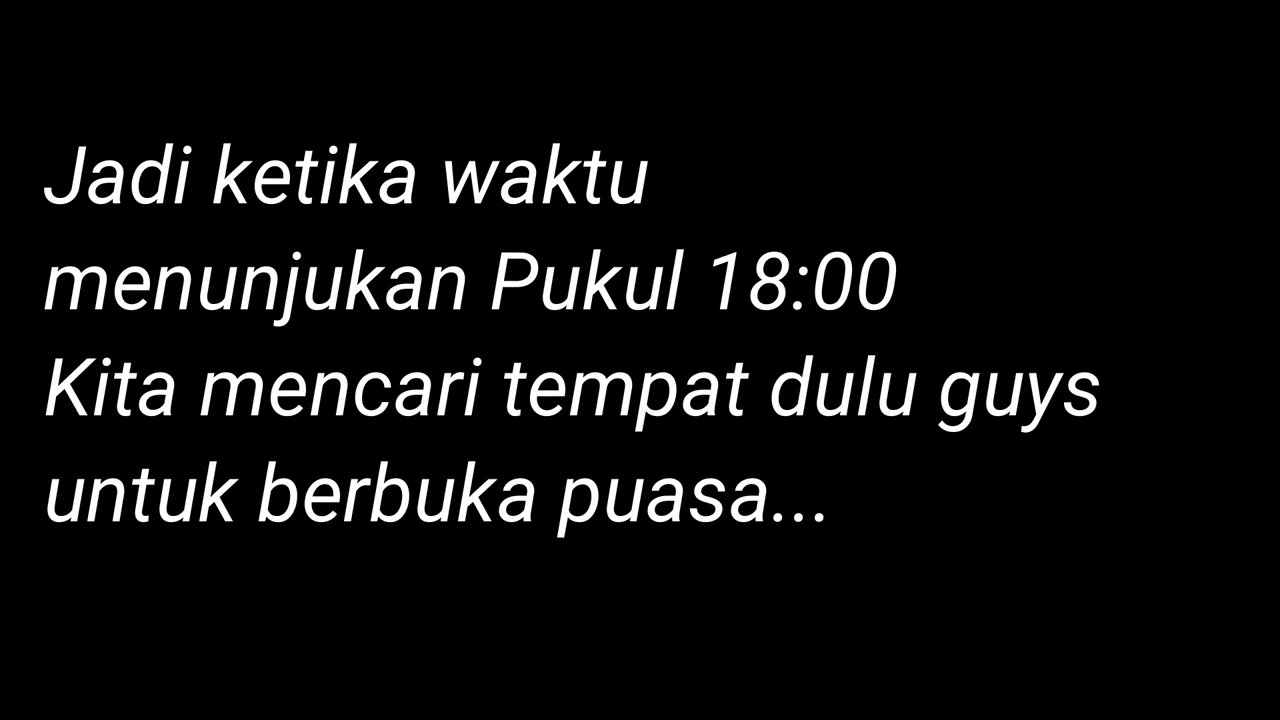 Jadi ketika waktu
menunjukan Pukul 18:00
Kita mencari tempat dulu guys
untuk berbuka puasa...